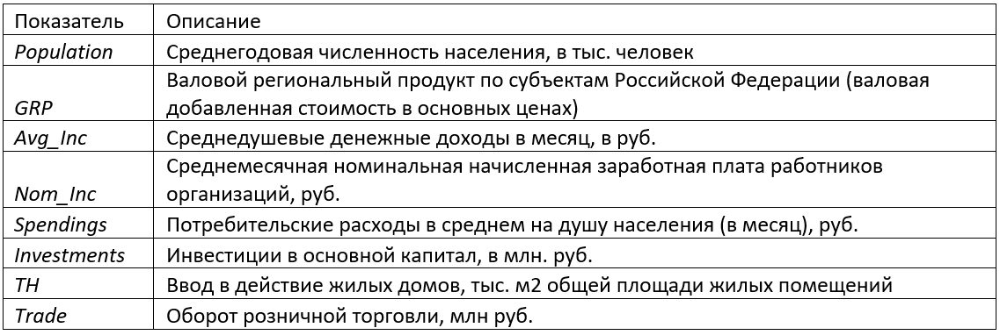 Показатель Описание
Population Среднегодовая численность населения, в тыс. человек
Валовой региональный продукт по субъектам Российской Федерации (валовая
GRP добавленная стоимость в основных ценах)
Avg_Inc Среднедушевые денежные доходы в месяц, в руб.
Среднемесячная номинальная начисленная заработная плата работников
Nom_Inc организаций, руб.
Spendings Потребительские расходы в среднем на душу населения (в месяц), руб.
Investments Инвестиции в основной капитал, в млн. руб.
TH Ввод в действие жилых домов, тыс. м2 общей площади жилых помещений
Trade Оборот розничной торговли, млн руб.